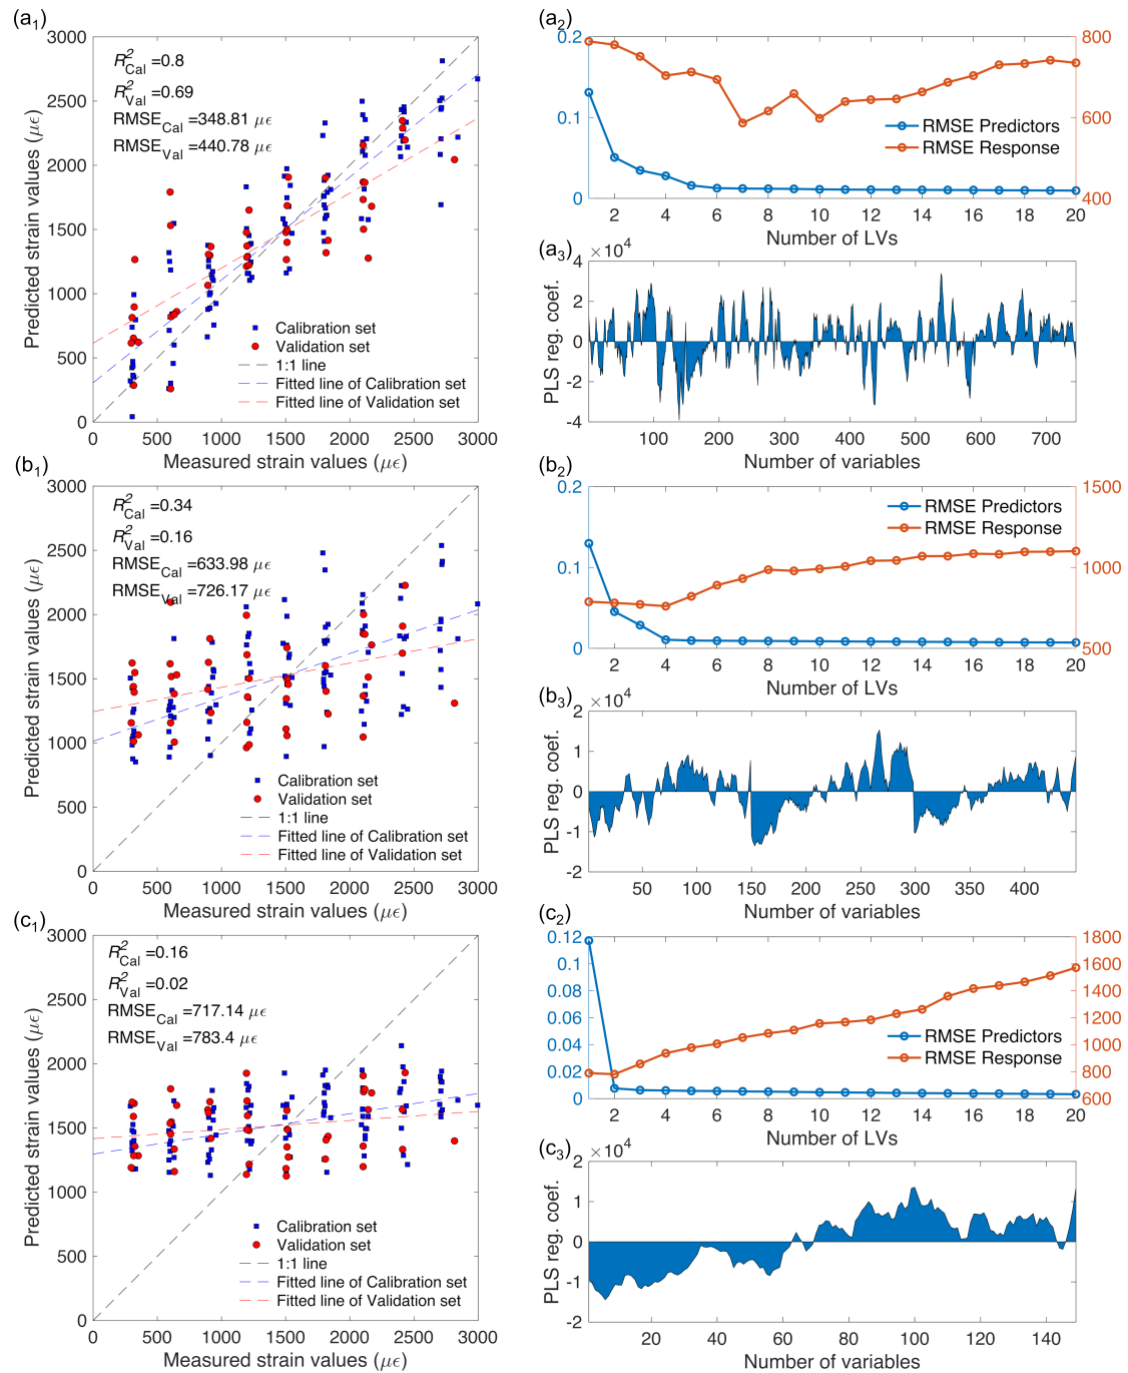 (a1)
R2Cal=0.8
R2Val=0.69
RMSECal=348.81 με
RMSEVal=440.78 με
Calibration set
Validation set
1:1 line
Fitted line of Calibration set
Fitted line of Validation set
3000
2500
2000
1500
1000
500
0
0 500 1000 1500 2000 2500 3000
Predicted strain values (με)
Measured strain values (με)
(a2)
0.2
0.1
0
800
600
400
RMSE Predictors
RMSE Response
2 4 6 8 10 12 14 16 18 20
Number of LVs
(a3)
×10^4
4
2
0
-2
-4
PLS reg. coef.
100 200 300 400 500 600 700
Number of variables
(b1)
R2Cal=0.34
R2Val=0.16
RMSECal=633.98 με
RMSEVal=726.17 με
Calibration set
Validation set
1:1 line
Fitted line of Calibration set
Fitted line of Validation set
3000
2500
2000
1500
1000
500
0
0 500 1000 1500 2000 2500 3000
Predicted strain values (με)
Measured strain values (με)
(b2)
0.2
0.1
0
1500
1000
500
RMSE Predictors
RMSE Response
2 4 6 8 10 12 14 16 18 20
Number of LVs
(b3)
×10^4
2
1
0
-1
-2
PLS reg. coef.
50 100 150 200 250 300 350 400
Number of variables
(c1)
R2Cal=0.16
R2Val=0.02
RMSECal=717.14 με
RMSEVal=783.4 με
Calibration set
Validation set
1:1 line
Fitted line of Calibration set
Fitted line of Validation set
3000
2500
2000
1500
1000
500
0
0 500 1000 1500 2000 2500 3000
Predicted strain values (με)
Measured strain values (με)
(c2)
0.12
0.1
0.08
0.06
0.04
0.02
0
1800
1600
1400
1200
1000
800
600
RMSE Predictors
RMSE Response
2 4 6 8 10 12 14 16 18 20
Number of LVs
(c3)
×10^4
2
1
0
-1
-2
PLS reg. coef.
20 40 60 80 100 120 140
Number of variables